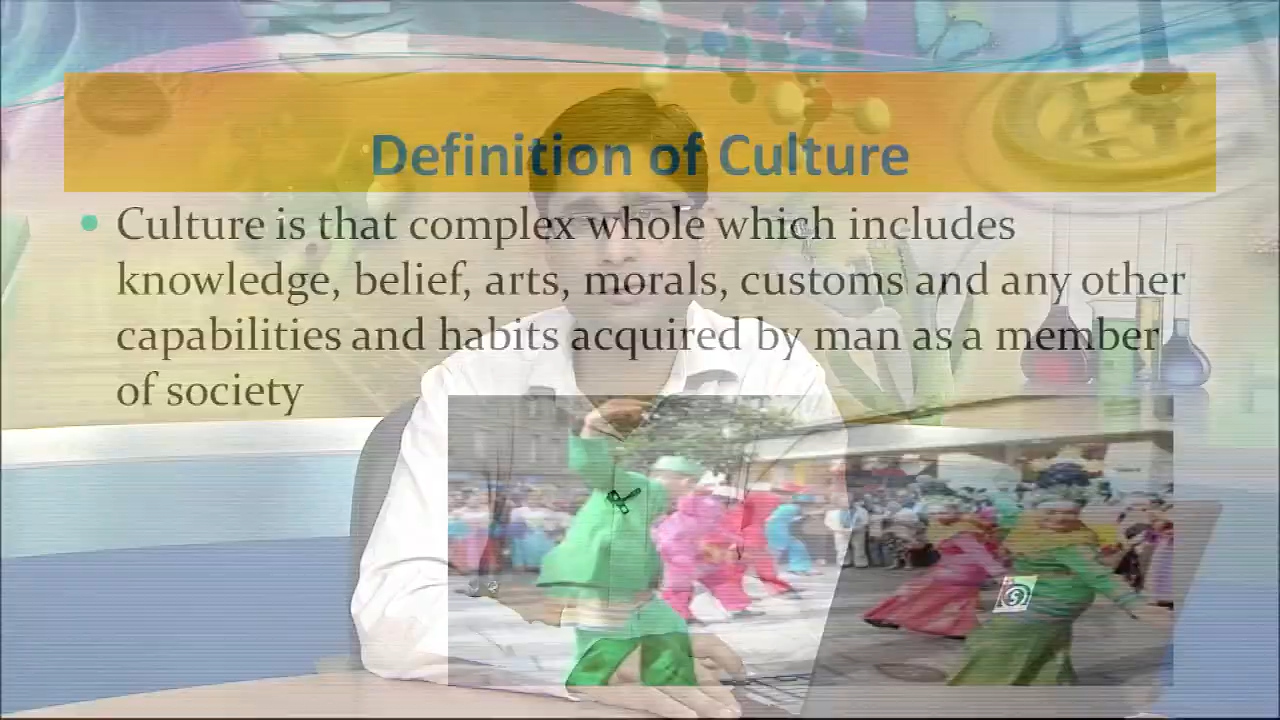 Definition of Culture
Culture is that complex whole which includes
knowledge, belief, arts, morals, customs and any other
capabilities and habits acquired by man as a member
of society